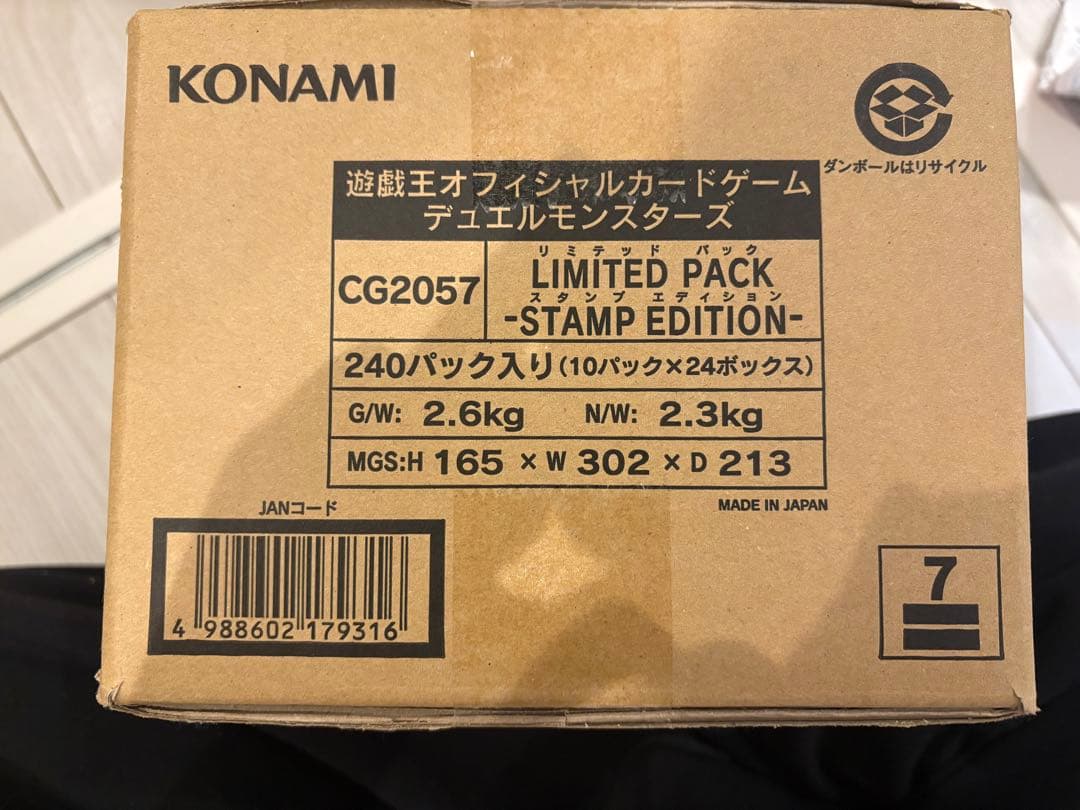 KONAMI
ダンボールはリサイクル
遊戯王オフィシャルカードゲーム
デュエルモンスターズ
CG2057
リミテッド パック
LIMITED PACK
スタンプ エディション
-STAMP EDITION-
240パック入り(10パック×24ボックス)
G/W: 2.6kg N/W: 2.3kg
MGS:H 165 × W 302 × D 213
MADE IN JAPAN
JANコード
4 988602 179316
7